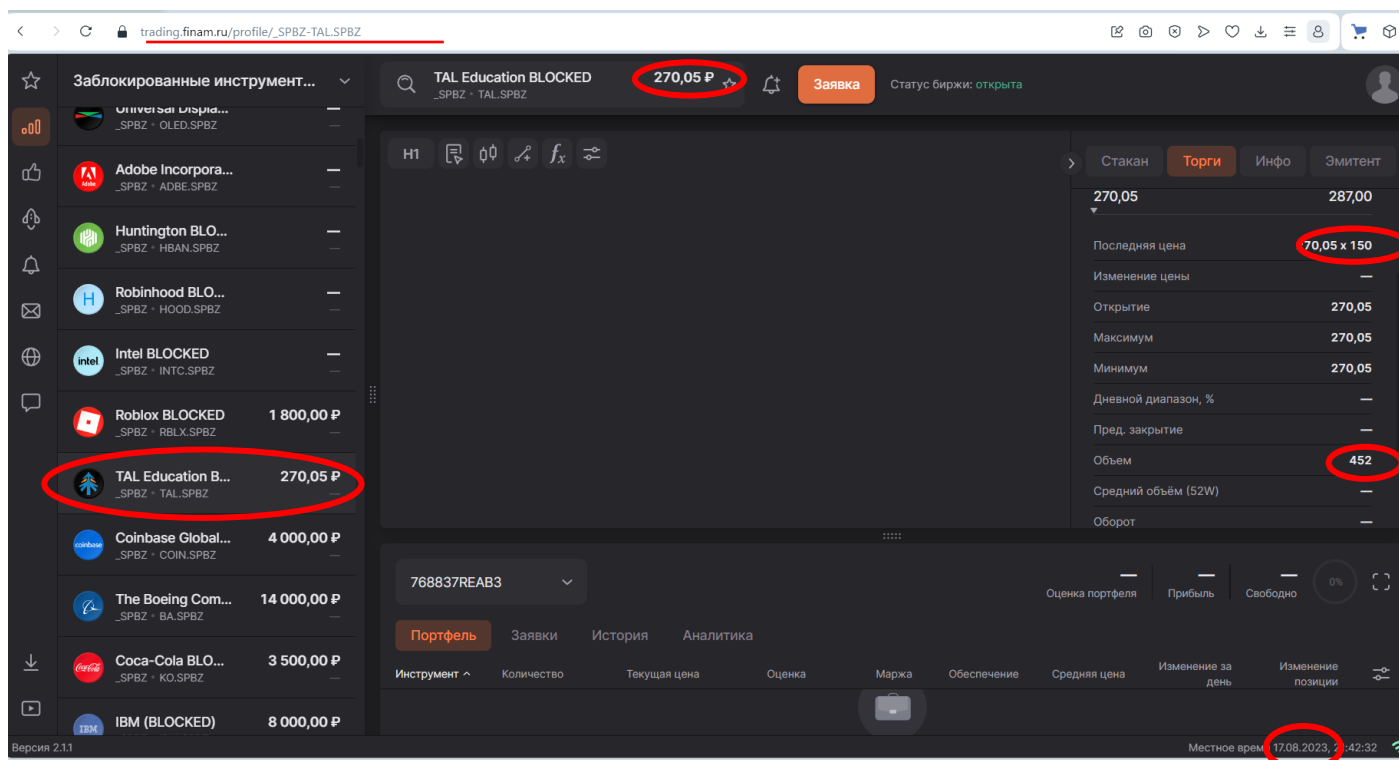 trading.finam.ru/profile/_SPBZ-TAL.SPBZ
Заблокированные инструмент...
TAL Education BLOCKED 270,05 ₽
_SPBZ • TAL.SPBZ
Заявка
Статус биржи: открыта
Universal Displa... —
_SPBZ • OLED.SPBZ —
Adobe Incorpora... —
_SPBZ • ADBE.SPBZ —
Huntington BLO... —
_SPBZ • HBAN.SPBZ —
Robinhood BLO... —
_SPBZ • HOOD.SPBZ —
Intel BLOCKED —
_SPBZ • INTC.SPBZ —
Roblox BLOCKED 1 800,00 ₽
_SPBZ • RBLX.SPBZ —
TAL Education B... 270,05 ₽
_SPBZ • TAL.SPBZ —
Coinbase Global... 4 000,00 ₽
_SPBZ • COIN.SPBZ —
The Boeing Com... 14 000,00 ₽
_SPBZ • BA.SPBZ —
Coca-Cola BLO... 3 500,00 ₽
_SPBZ • KO.SPBZ —
IBM (BLOCKED) 8 000,00 ₽
H1
Стакан Торги Инфо Эмитент
270,05 287,00
Последняя цена 70,05 x 150
Изменение цены —
Открытие 270,05
Максимум 270,05
Минимум 270,05
Дневной диапазон, % —
Пред. закрытие —
Объем 452
Средний объём (52W) —
Оборот —
768837REAB3
— — — 0%
Оценка портфеля Прибыль Свободно
Портфель Заявки История Аналитика
Инструмент Количество Текущая цена Оценка Маржа Обеспечение Средняя цена Изменение за день Изменение позиции
Версия 2.1.1
Местное врем 17.08.2023, :42:32